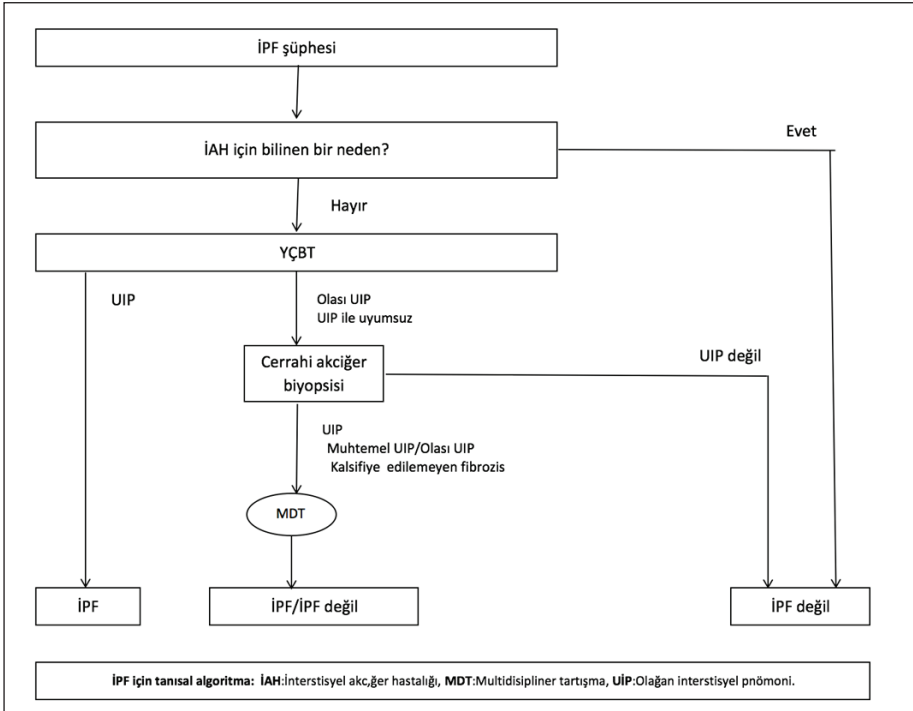 İPF şüphesi
İAH için bilinen bir neden?
Evet
Hayır
YÇBT
UIP
Olası UIP
UIP ile uyumsuz
Cerrahi akciğer
biyopsisi
UIP değil
UIP
Muhtemel UIP/Olası UIP
Kalsifiye edilemeyen fibrozis
MDT
İPF
İPF/İPF değil
İPF değil
İPF için tanısal algoritma: İAH:İnterstisyel akc,ğer hastalığı, MDT:Multidisipliner tartışma, UİP:Olağan interstisyel pnömoni.